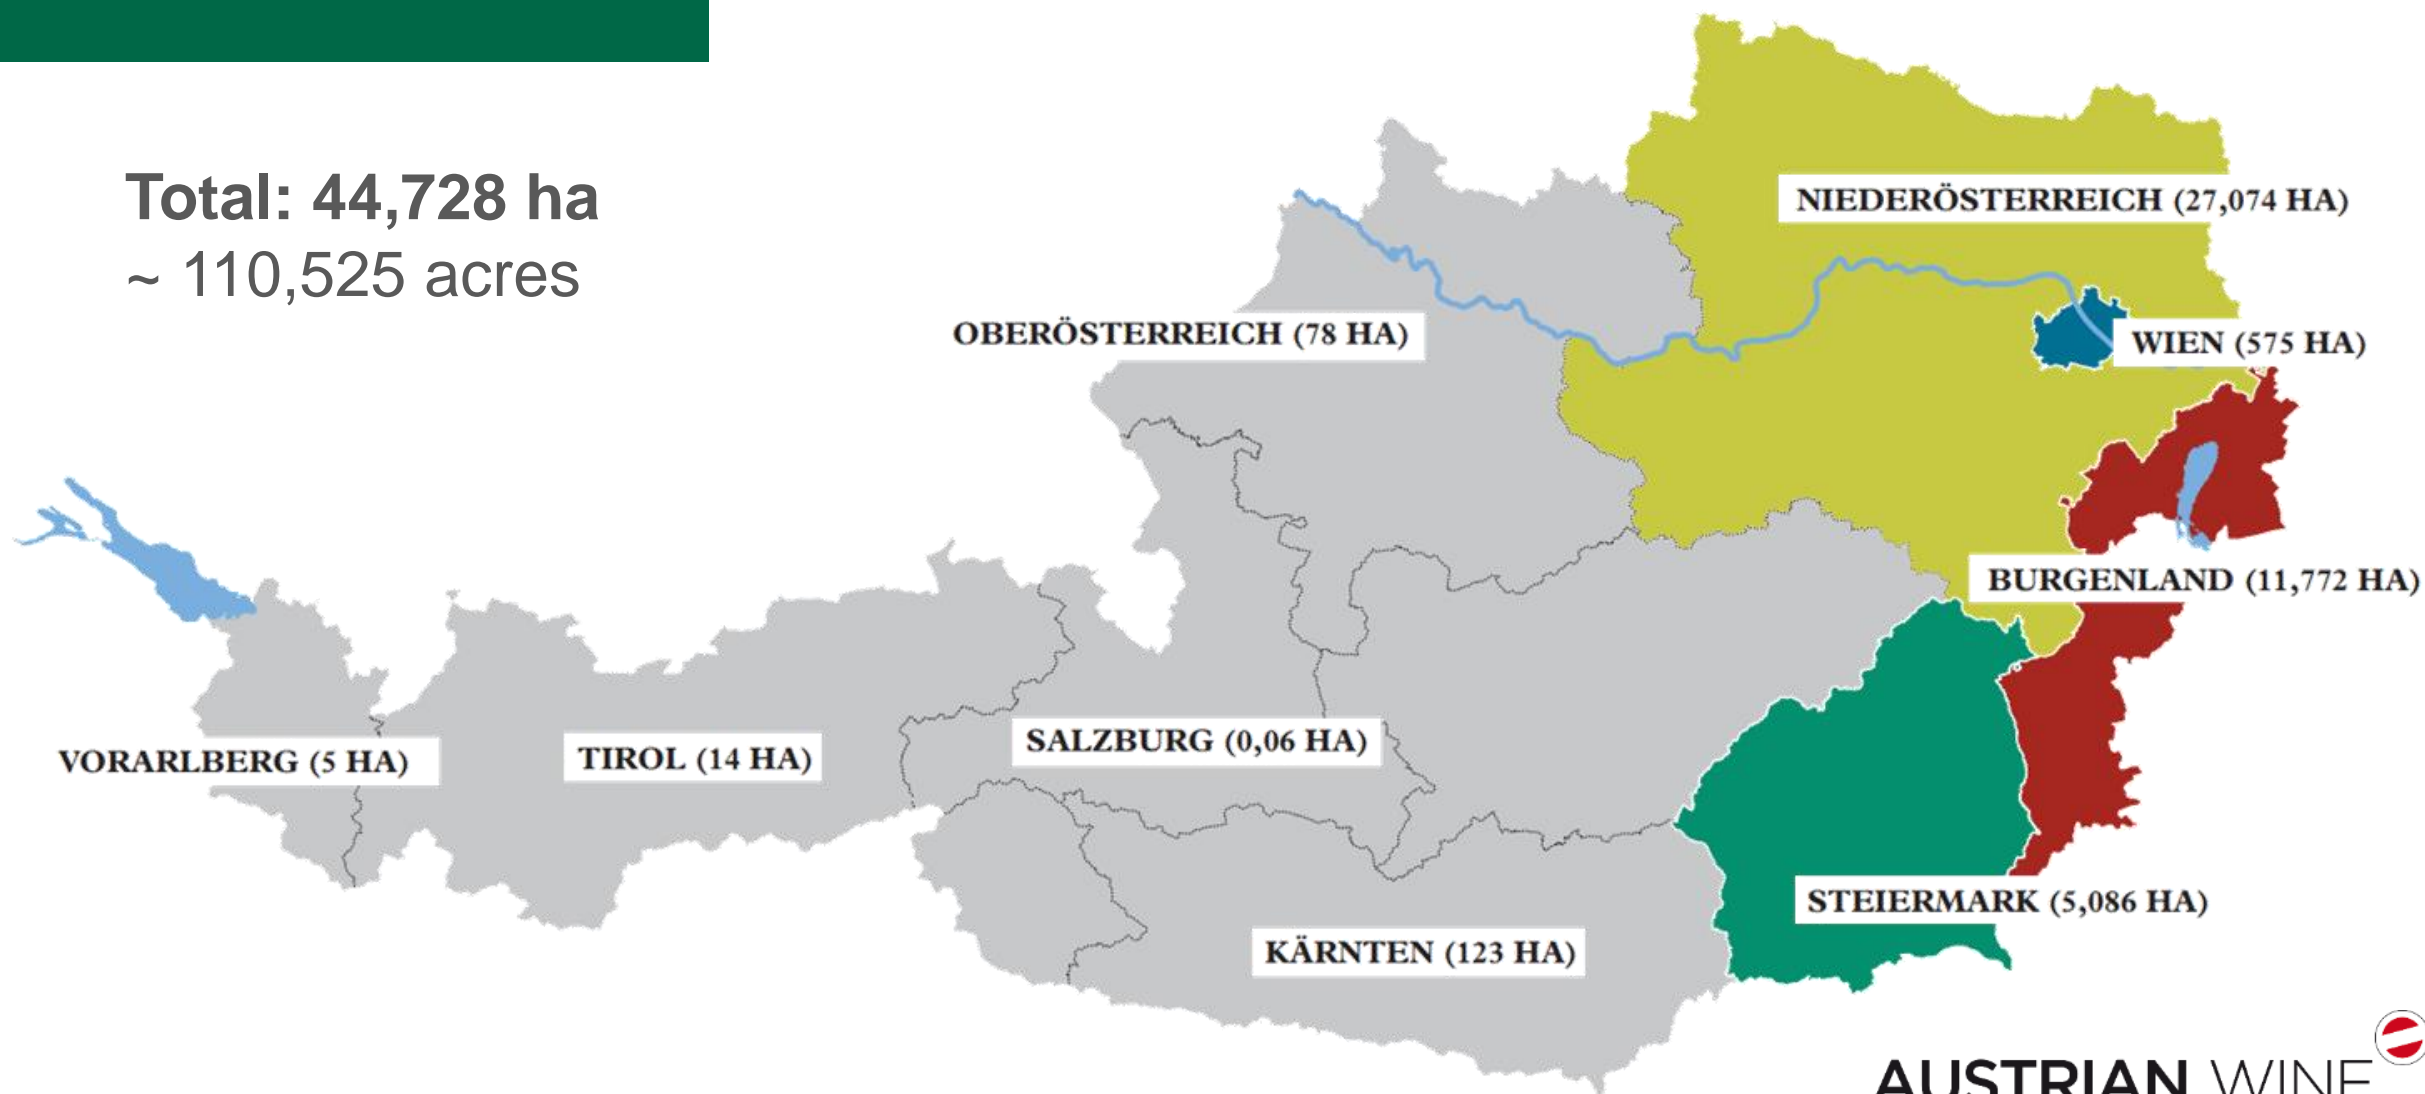 Total: 44,728 ha
~ 110,525 acres
NIEDERÖSTERREICH (27,074 HA)
OBERÖSTERREICH (78 HA)
WIEN (575 HA)
BURGENLAND (11,772 HA)
VORARLBERG (5 HA)
TIROL (14 HA)
SALZBURG (0,06 HA)
STEIERMARK (5,086 HA)
KÄRNTEN (123 HA)
AUSTRIAN WINE